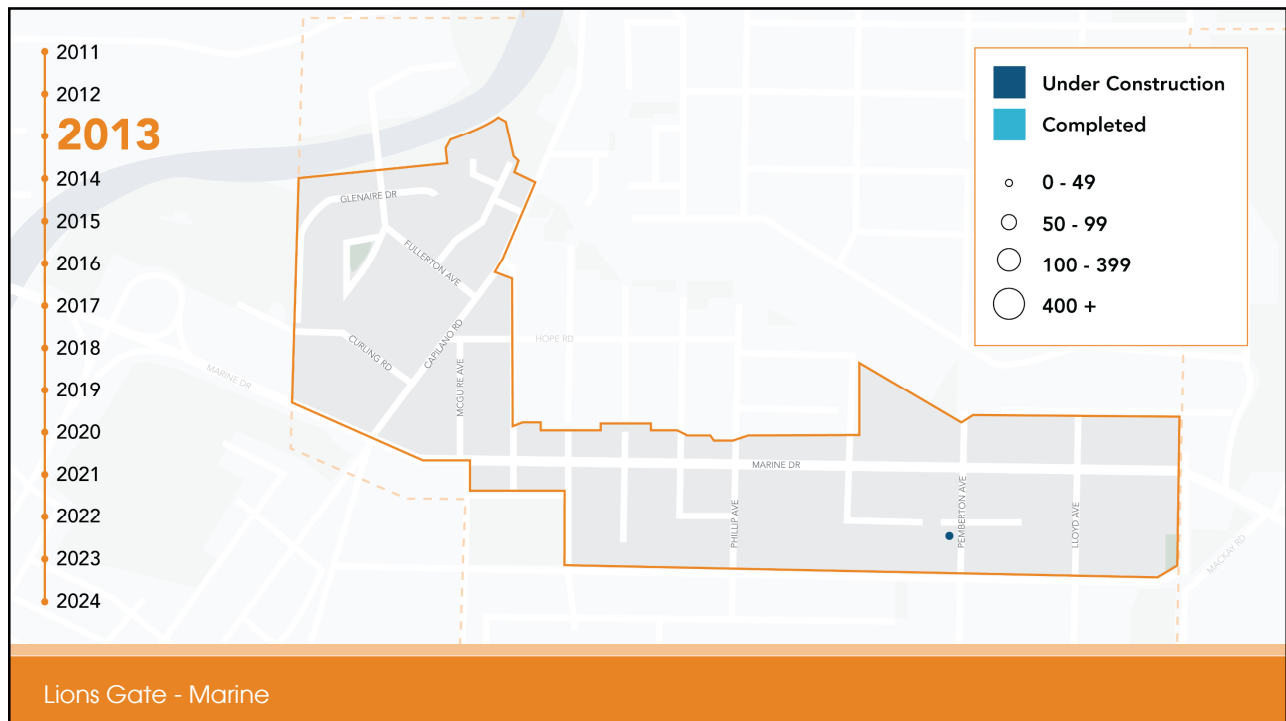 2011
2012
2013
2014
2015
2016
2017
2018
2019
2020
2021
2022
2023
2024
Under Construction
Completed
0 - 49
50 - 99
100 - 399
400 +
GLENAIRE DR
FULLERTON AVE
CURLING RD
CAPILANO RD
MCGUIRE AVE
HOPE RD
MARINE DR
MARINE DR
PHILLIP AVE
PEMBERTON AVE
LLOYD AVE
MACKAY RD
Lions Gate - Marine